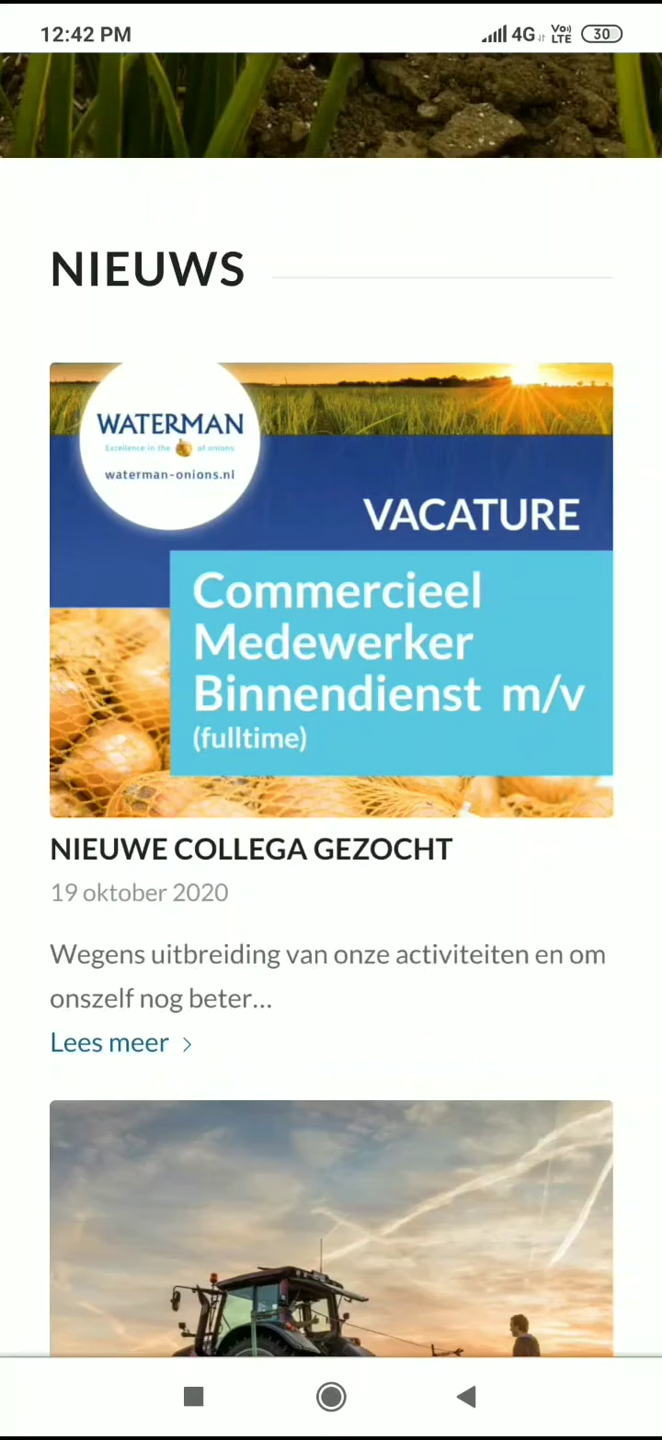 12:42 PM
4G Vo)) LTE 30
NIEUWS
WATERMAN
Excellence in the of onions
waterman-onions.nl
VACATURE
Commercieel
Medewerker
Binnendienst m/v
(fulltime)
NIEUWE COLLEGA GEZOCHT
19 oktober 2020
Wegens uitbreiding van onze activiteiten en om
onszelf nog beter...
Lees meer